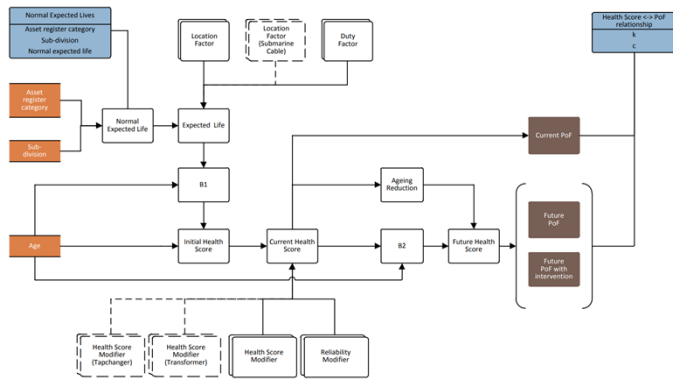 Normal Expected Lives
Asset register category
Sub-division
Normal expected life
Location
Factor
Location
Factor
(Submarine
Cable)
Duty
Factor
Health Score <-> PoF
relationship
k
c
Asset
register
category
Sub-
division
Normal
Expected Life
Expected Life
Current PoF
B1
Ageing
Reduction
Age
Initial Health
Score
Current Health
Score
B2
Future Health
Score
Future
PoF
Future
PoF with
intervention
Health Score
Modifier
(Tapchanger)
Health Score
Modifier
(Transformer)
Health Score
Modifier
Reliability
Modifier